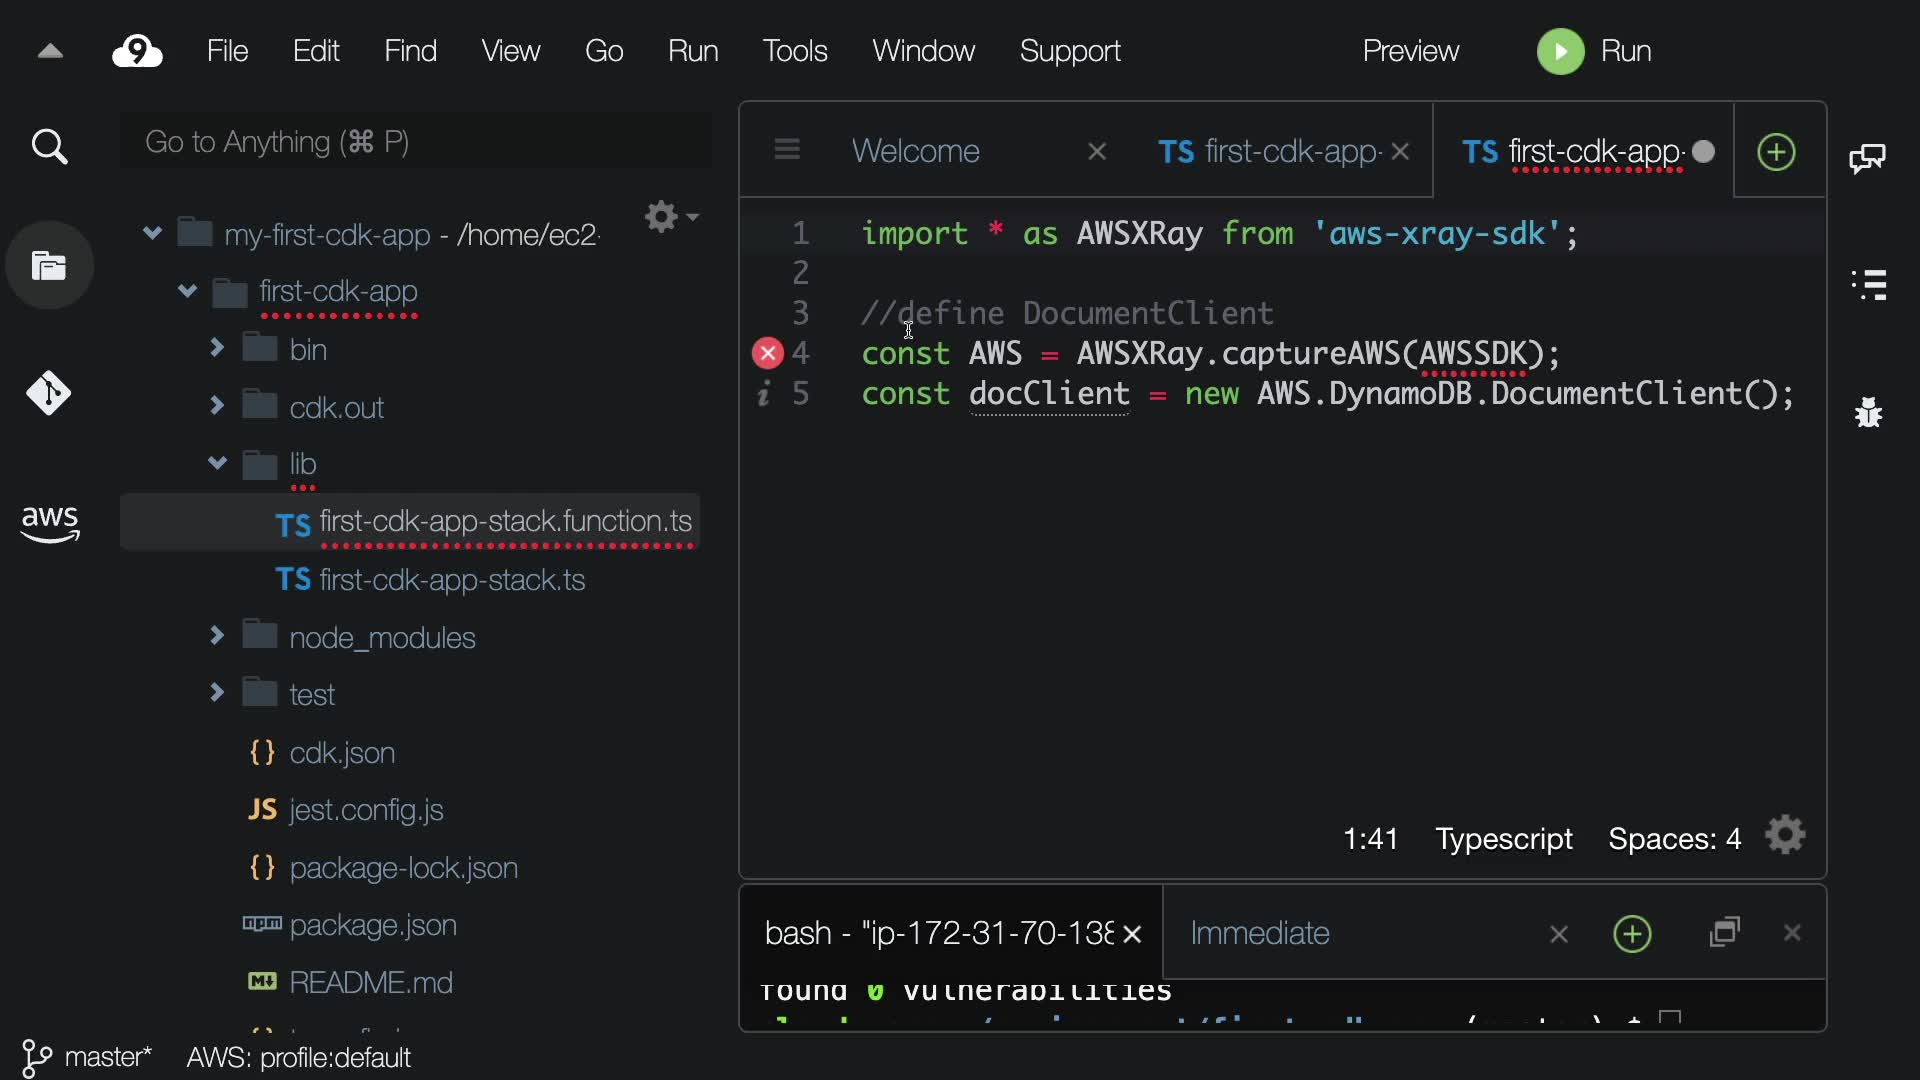 9 File Edit Find View Go Run Tools Window Support Preview Run
Go to Anything (⌘ P)
Welcome
TS first-cdk-app-
TS first-cdk-app-
my-first-cdk-app - /home/ec2-
first-cdk-app
bin
cdk.out
lib
TS first-cdk-app-stack.function.ts
TS first-cdk-app-stack.ts
node_modules
test
{} cdk.json
JS jest.config.js
{} package-lock.json
package.json
M↓ README.md
aws
1 import * as AWSXRay from 'aws-xray-sdk';
2
3 //define DocumentClient
4 const AWS = AWSXRay.captureAWS(AWSSDK);
i 5 const docClient = new AWS.DynamoDB.DocumentClient();
1:41 Typescript Spaces: 4
bash - "ip-172-31-70-138
Immediate
found 0 vulnerabilities
master* AWS: profile:default